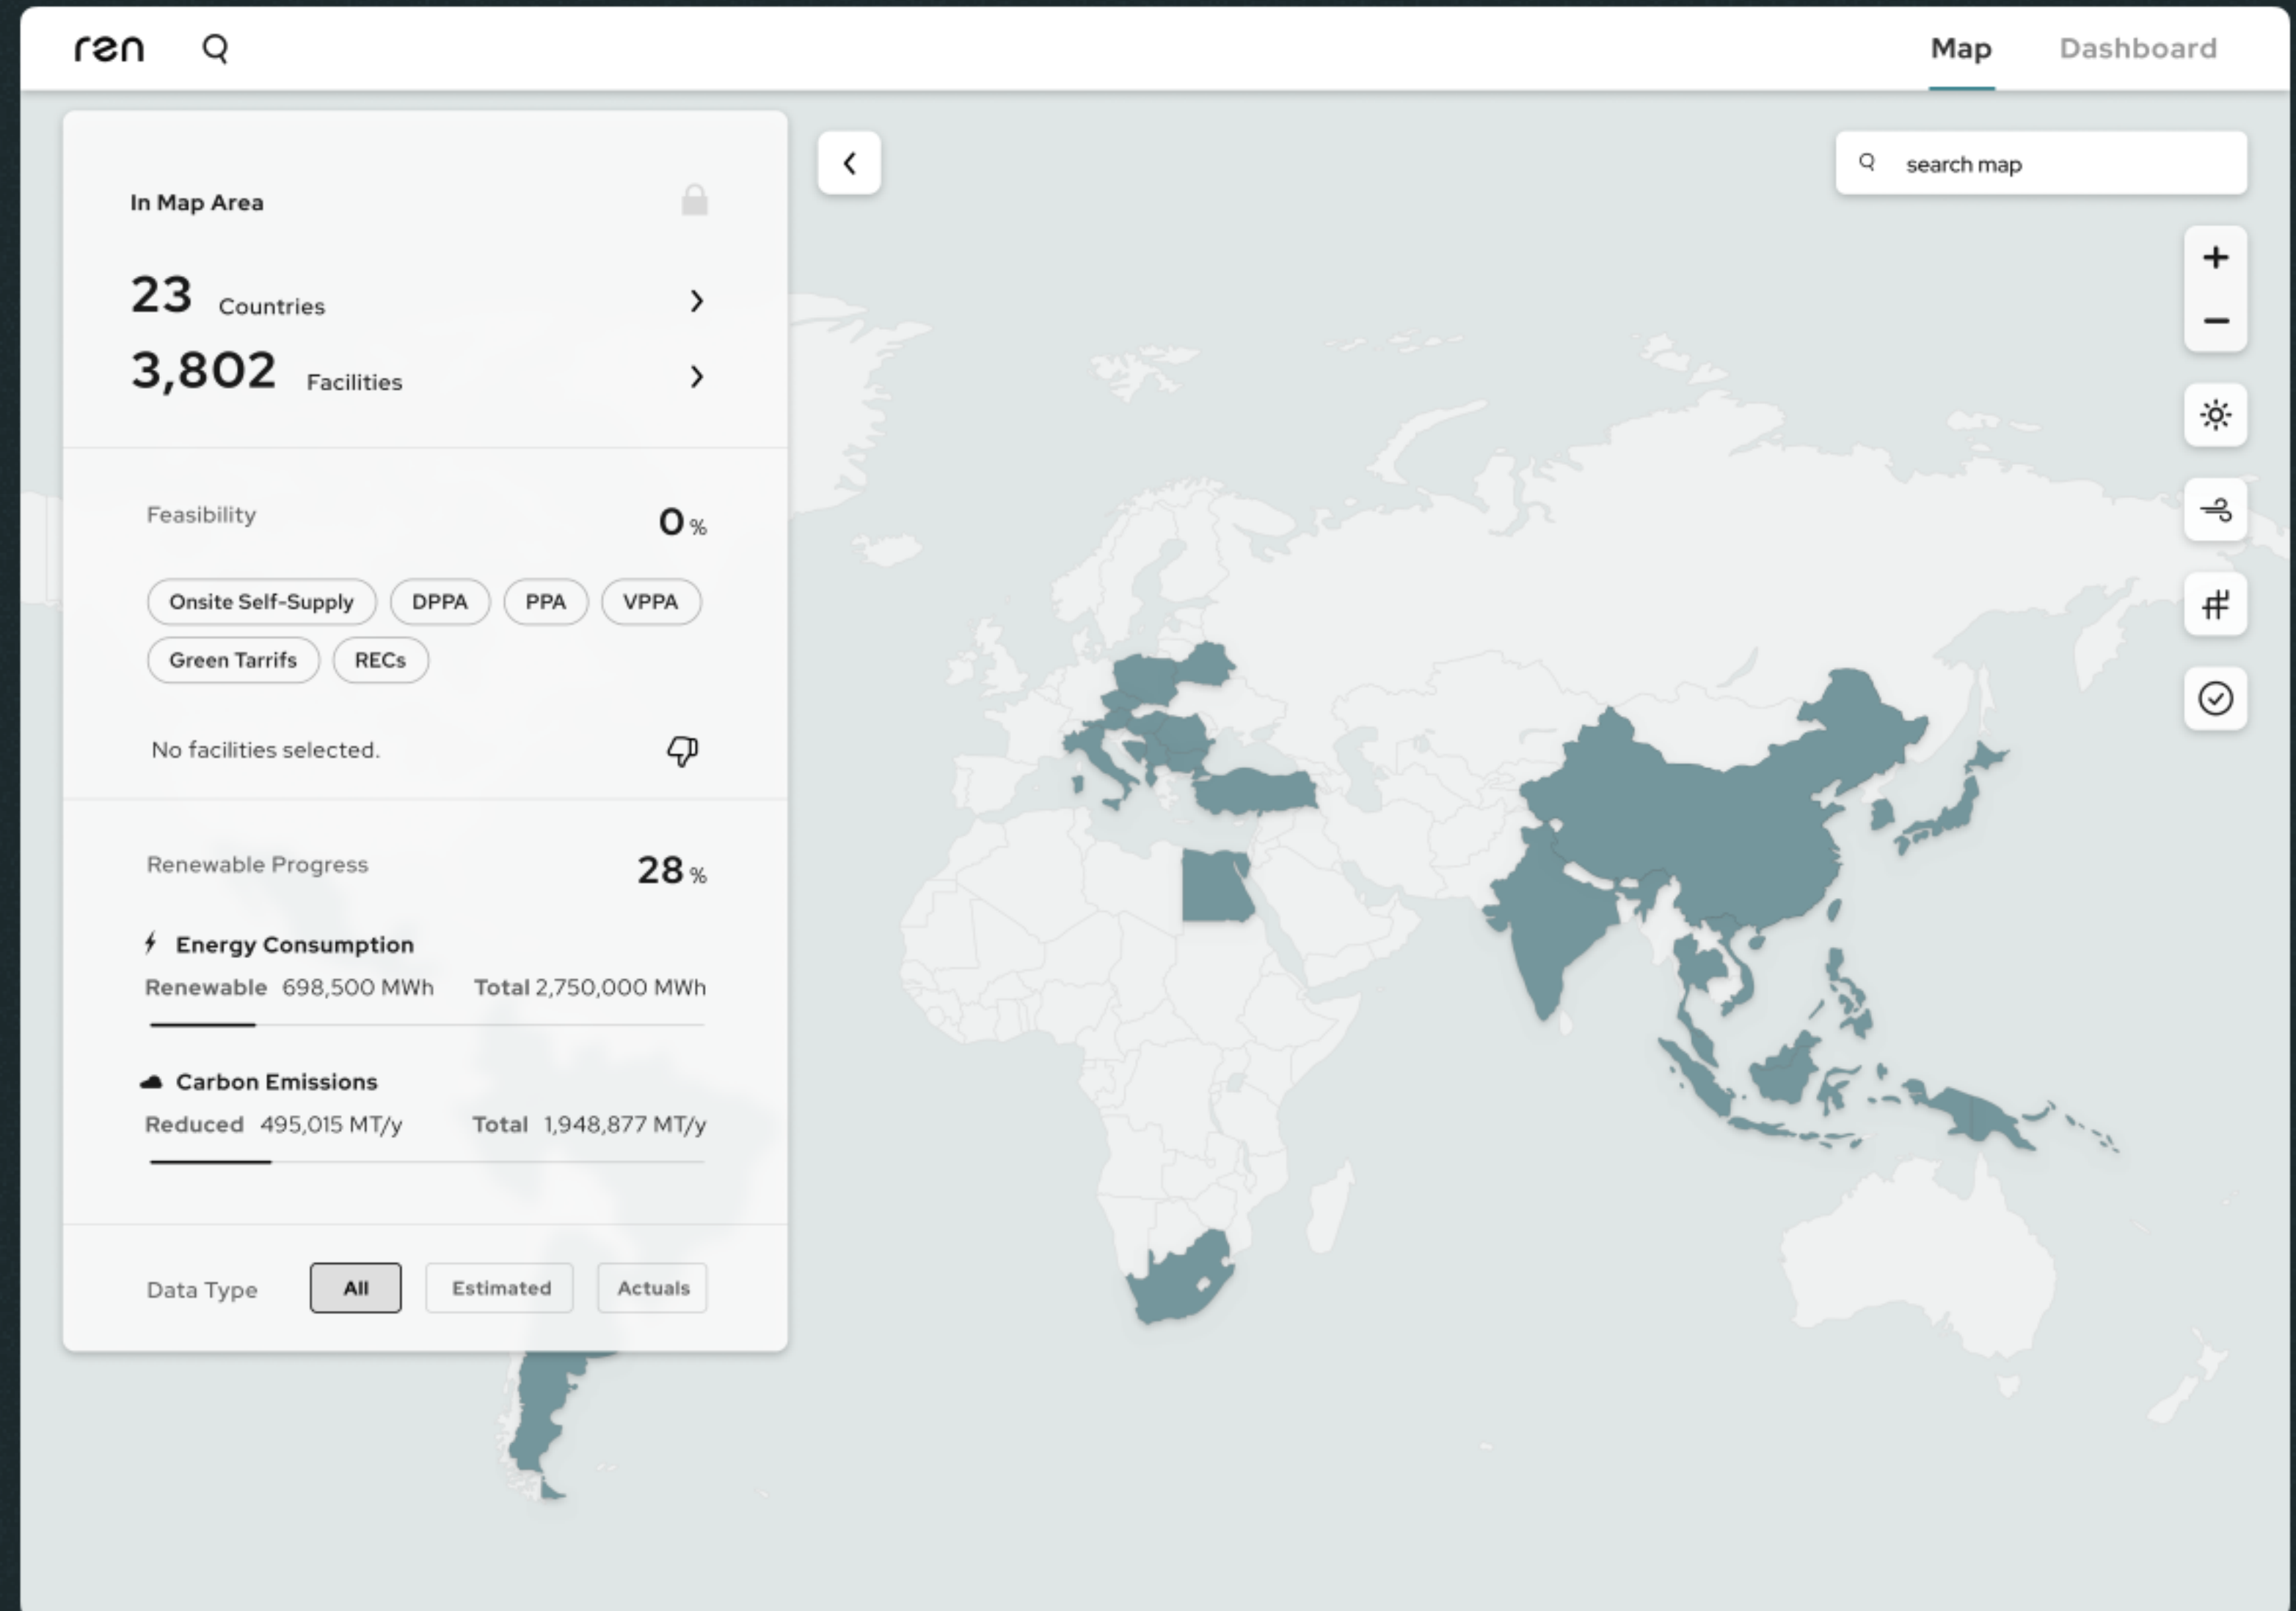 ren
Map Dashboard
search map
In Map Area
23 Countries
3,802 Facilities
Feasibility 0 %
Onsite Self-Supply DPPA PPA VPPA
Green Tarrifs RECs
No facilities selected.
Renewable Progress 28 %
Energy Consumption
Renewable 698,500 MWh Total 2,750,000 MWh
Carbon Emissions
Reduced 495,015 MT/y Total 1,948,877 MT/y
Data Type All Estimated Actuals